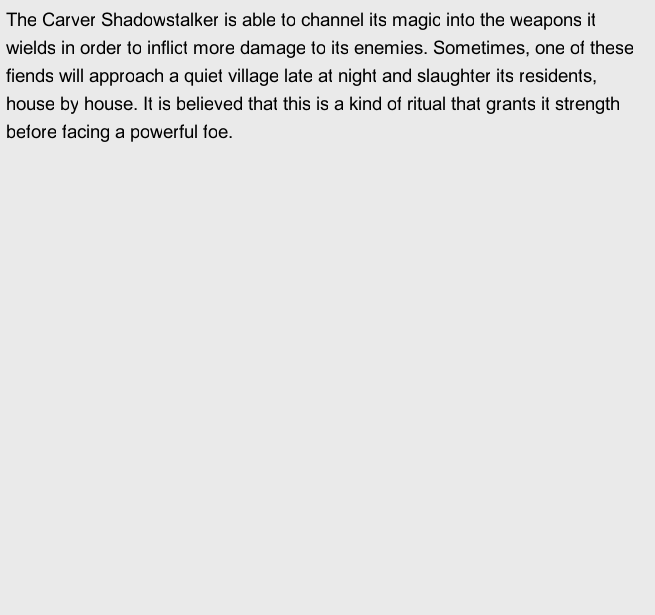 The Carver Shadowstalker is able to channel its magic into the weapons it
wields in order to inflict more damage to its enemies. Sometimes, one of these
fiends will approach a quiet village late at night and slaughter its residents,
house by house. It is believed that this is a kind of ritual that grants it strength
before facing a powerful foe.